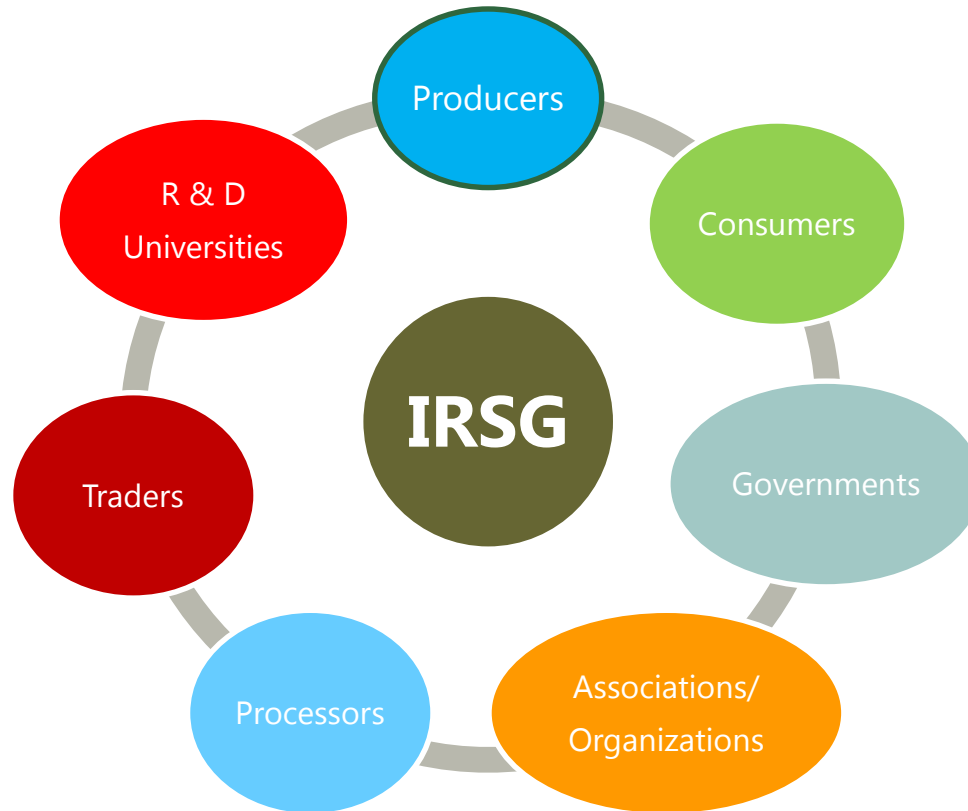 Producers
Consumers
Governments
Associations/
Organizations
Processors
Traders
R & D
Universities
IRSG